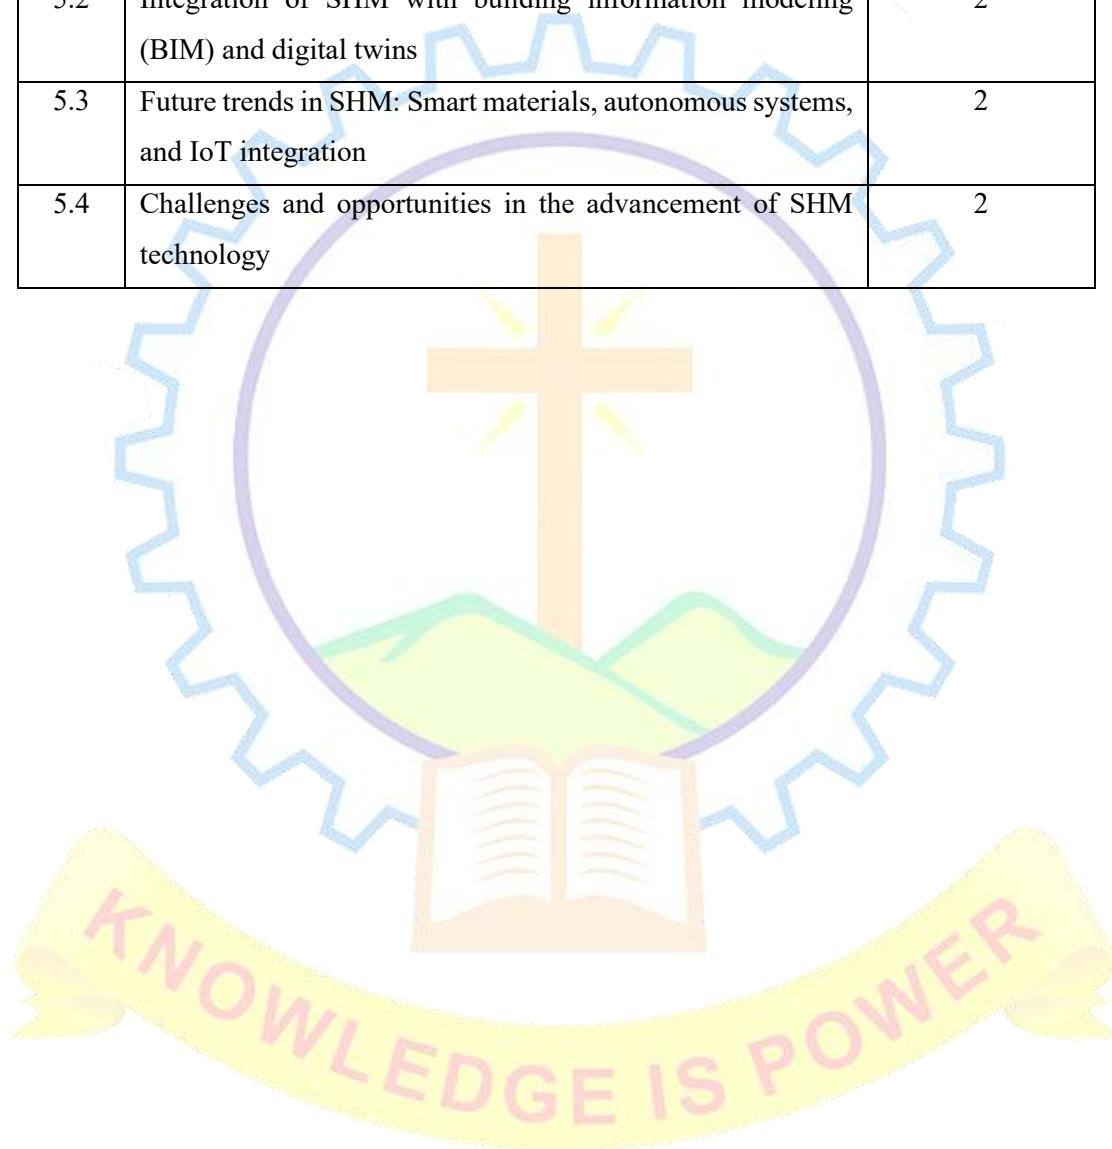 5.2 Integration of SHM with building information modeling 2
(BIM) and digital twins
5.3 Future trends in SHM: Smart materials, autonomous systems, 2
and IoT integration
5.4 Challenges and opportunities in the advancement of SHM 2
technology
KNOWLEDGE IS POWER